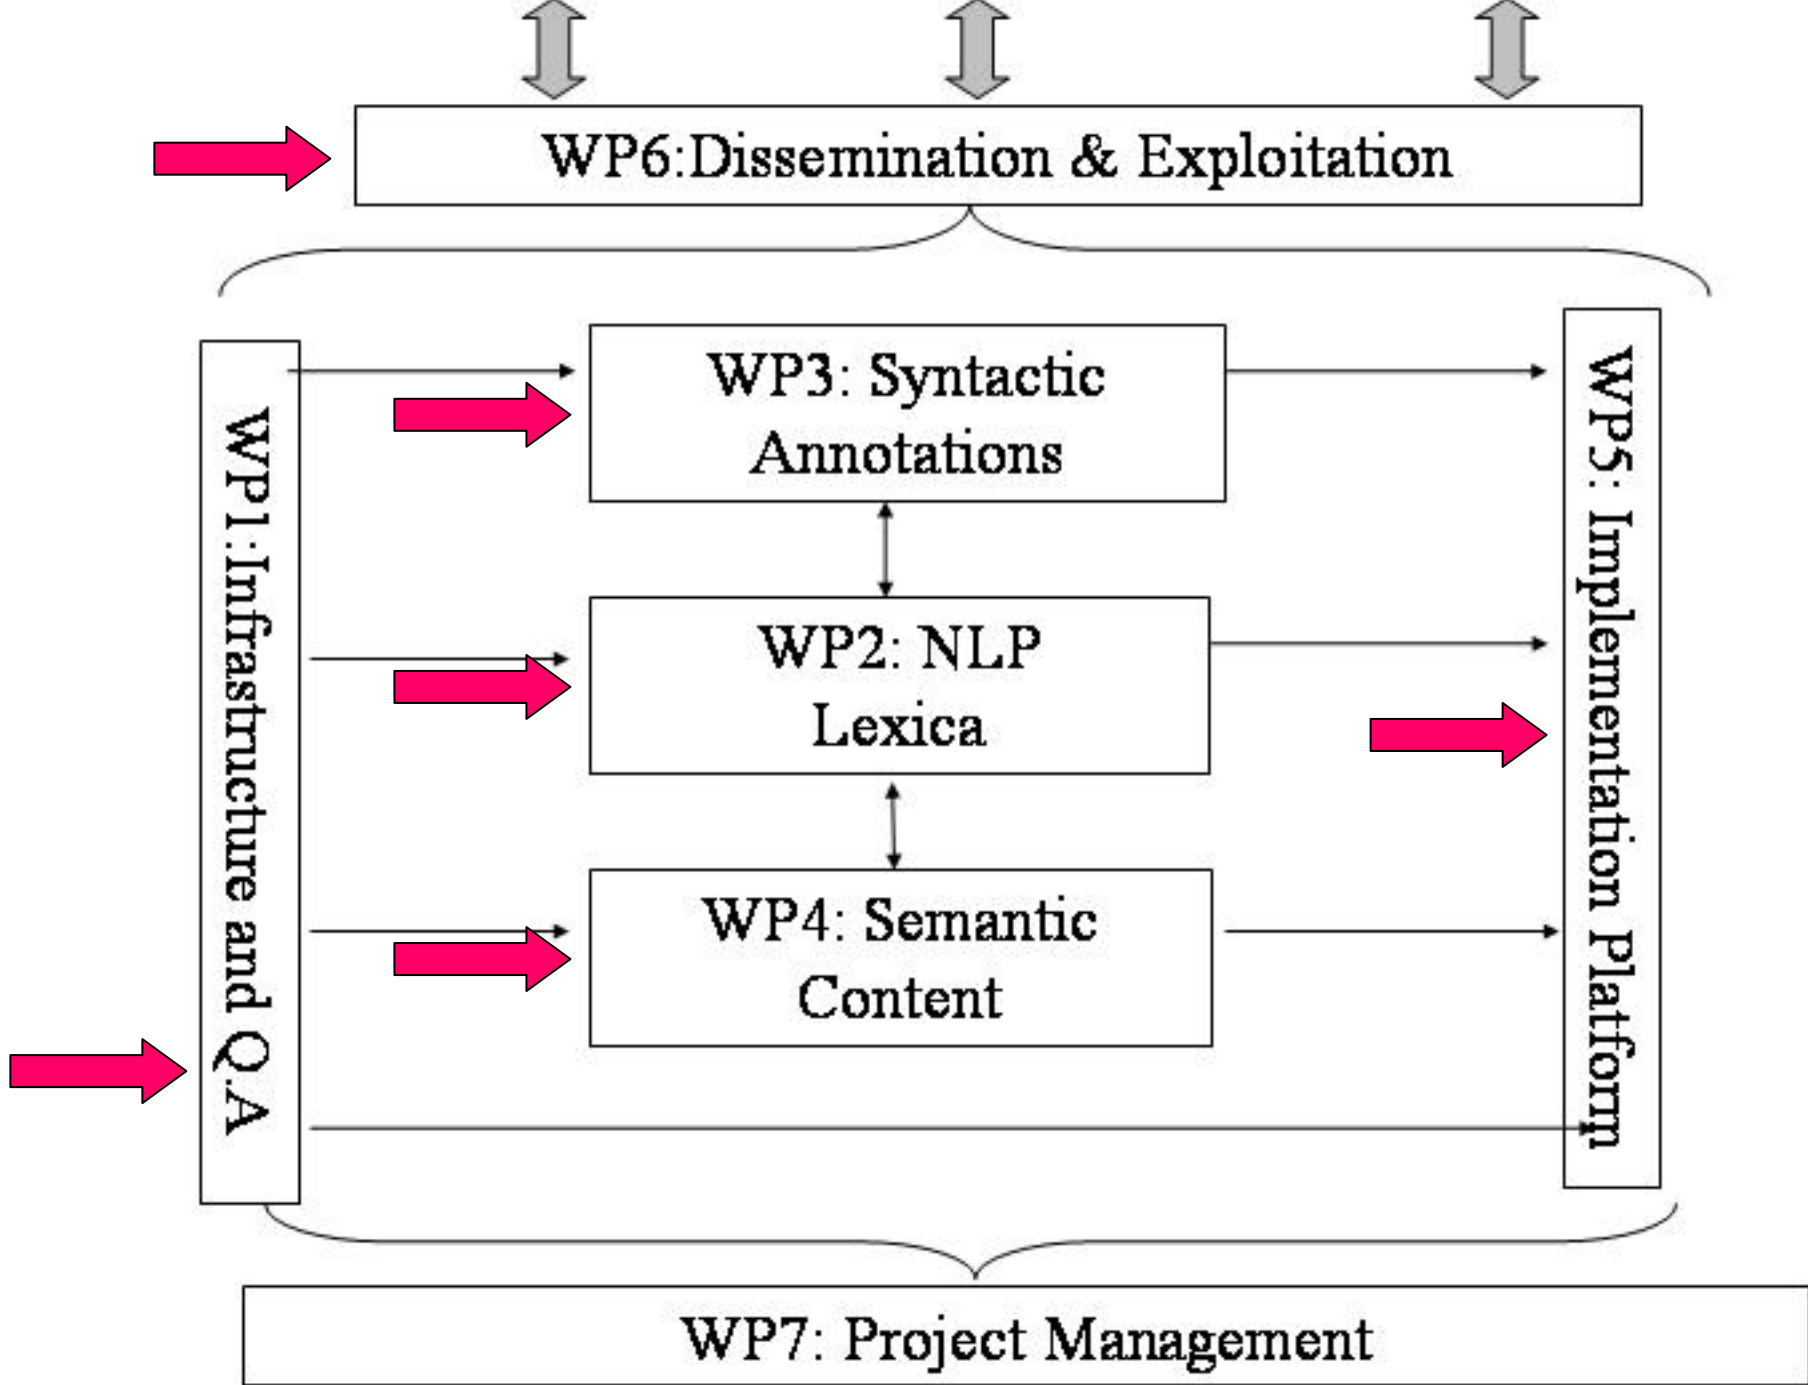 WP6:Dissemination & Exploitation
WP1:Infrastructure and Q.A
WP3: Syntactic
Annotations
WP2: NLP
Lexica
WP4: Semantic
Content
WP5: Implementation Platform
WP7: Project Management